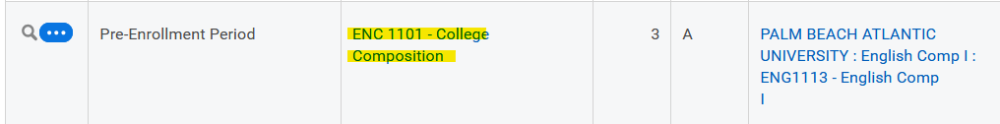 Pre-Enrollment Period
ENC 1101 - College
Composition
3
A
PALM BEACH ATLANTIC
UNIVERSITY : English Comp I :
ENG1113 - English Comp
I